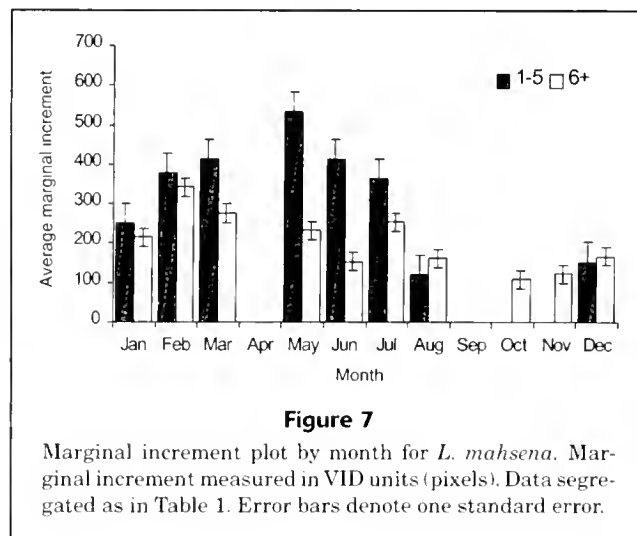 700
600
500
400
300
200
100
0
Average marginal increment
1-5 6+
Jan Feb Mar Apr May Jun Jul Aug Sep Oct Nov Dec
Month
Figure 7
Marginal increment plot by month for L. mahsena. Mar-
ginal increment measured in VID units (pixels). Data segre-
gated as in Table 1. Error bars denote one standard error.